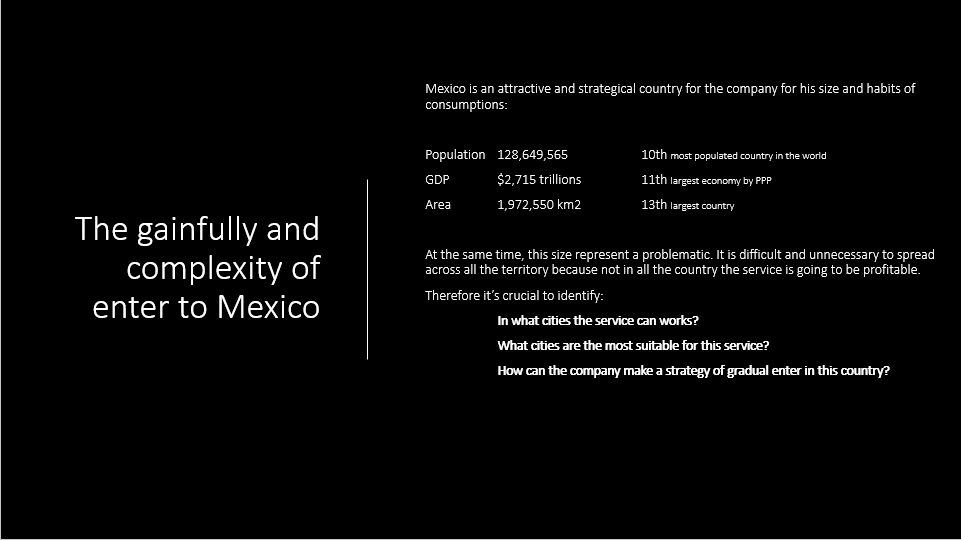 The gainfully and
complexity of
enter to Mexico
Mexico is an attractive and strategical country for the company for his size and habits of
consumptions:
Population 128,649,565 10th most populated country in the world
GDP $2,715 trillions 11th largest economy by PPP
Area 1,972,550 km2 13th largest country
At the same time, this size represent a problematic. It is difficult and unnecessary to spread
across all the territory because not in all the country the service is going to be profitable.
Therefore it’s crucial to identify:
In what cities the service can works?
What cities are the most suitable for this service?
How can the company make a strategy of gradual enter in this country?